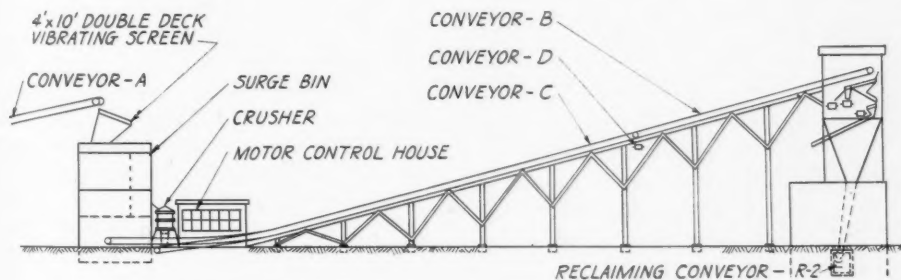 4'x10' DOUBLE DECK
VIBRATING SCREEN
CONVEYOR-A
SURGE BIN
CRUSHER
MOTOR CONTROL HOUSE
CONVEYOR-B
CONVEYOR-D
CONVEYOR-C
RECLAIMING CONVEYOR-R-2